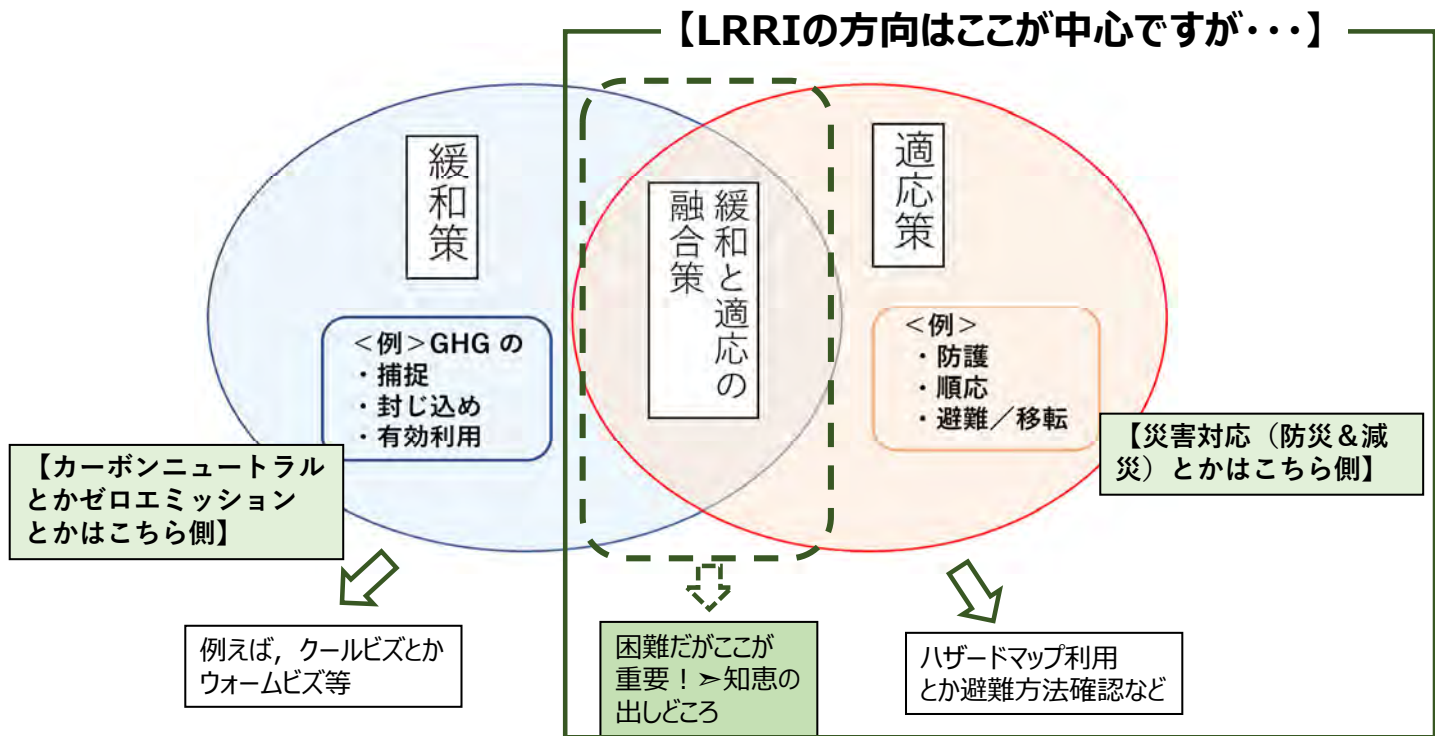 【LRRIの方向はここが中心ですが･･･】
緩和策
緩和と適応の
融合策
適応策
＜例＞GHG の
・捕捉
・封じ込め
・有効利用
＜例＞
・防護
・順応
・避難／移転
【カーボンニュートラル
とかゼロエミッション
とかはこちら側】
【災害対応（防災＆減
災）とかはこちら側】
例えば，クールビズとか
ウォームビズ等
困難だがここが
重要！➣知恵の
出しどころ
ハザードマップ利用
とか避難方法確認など